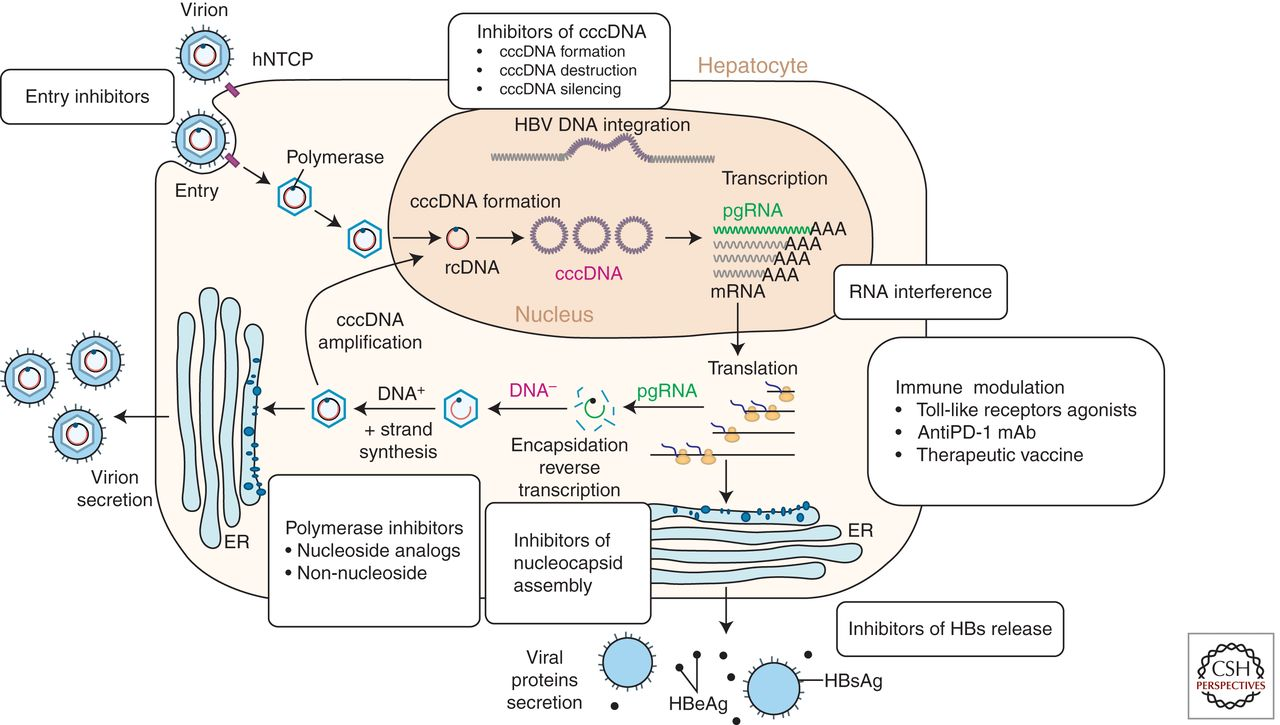 Virion
hNTCP
Entry inhibitors
Inhibitors of cccDNA
• cccDNA formation
• cccDNA destruction
• cccDNA silencing
Hepatocyte
HBV DNA integration
Polymerase
Entry
Transcription
cccDNA formation
pgRNA
AAA
AAA
AAA
AAA
rcDNA
cccDNA
mRNA
Nucleus
RNA interference
cccDNA
amplification
Translation
Immune modulation
• Toll-like receptors agonists
• AntiPD-1 mAb
• Therapeutic vaccine
DNA⁺
DNA⁻
pgRNA
+ strand
synthesis
Encapsidation
reverse
transcription
Virion
secretion
ER
Polymerase inhibitors
• Nucleoside analogs
• Non-nucleoside
Inhibitors of
nucleocapsid
assembly
ER
Inhibitors of HBs release
Viral
proteins
secretion
HBeAg
HBsAg
CSH
PERSPECTIVES